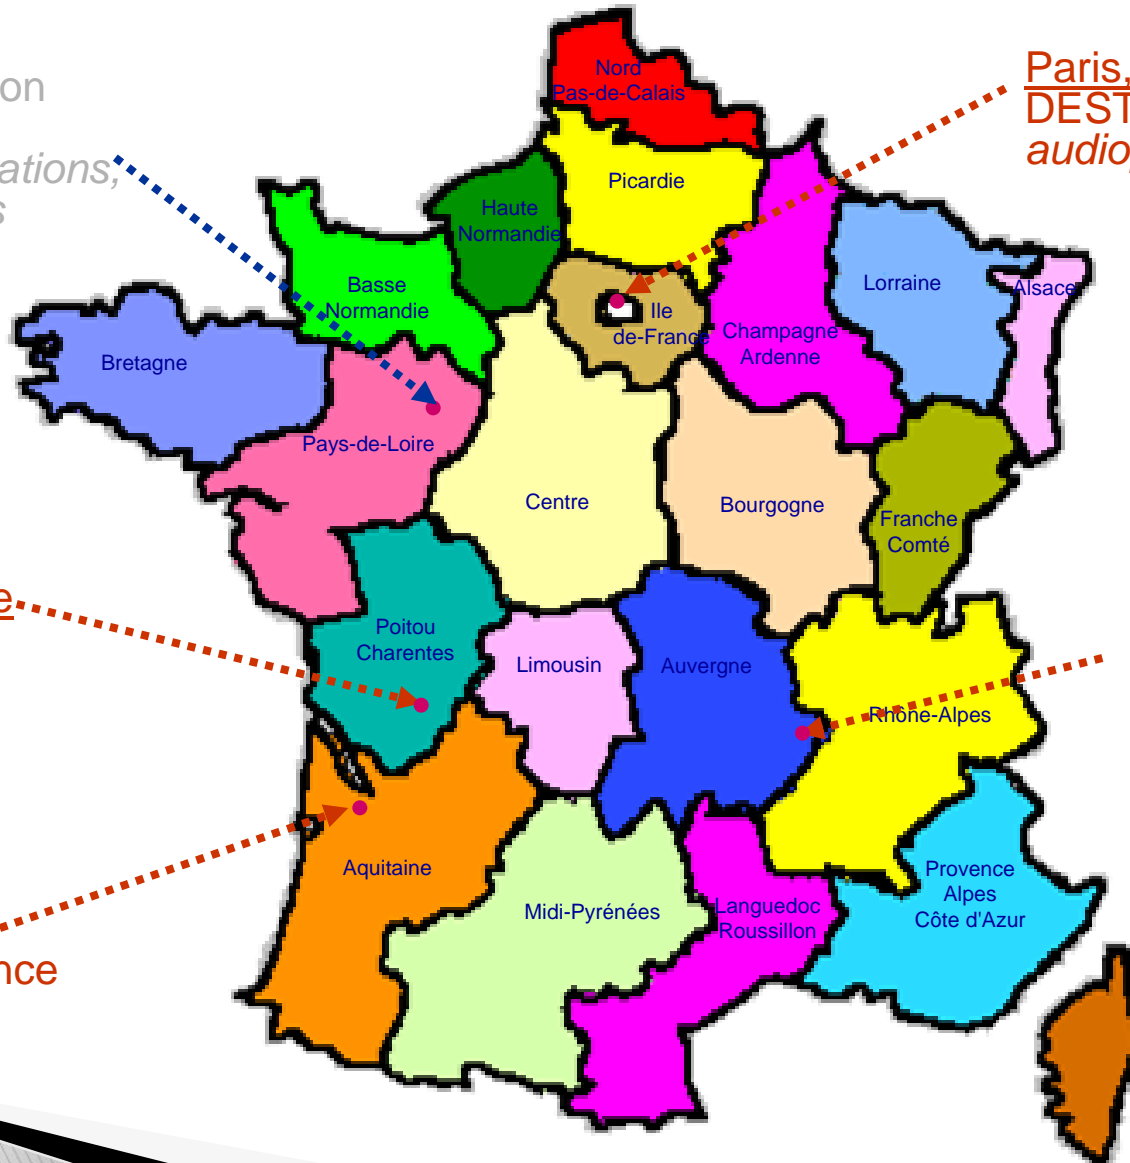 on
ations,
s
Paris,
DEST
audio
Nord
Pas-de-Calais
Picardie
Haute
Normandie
Basse
Normandie
Ile
de-France
Champagne
Ardenne
Lorraine
Alsace
Bretagne
Pays-de-Loire
Centre
Bourgogne
Franche
Comté
e
Poitou
Charentes
Limousin
Auvergne
Rhône-Alpes
Aquitaine
Midi-Pyrénées
Languedoc
Roussillon
Provence
Alpes
Côte d'Azur
nce